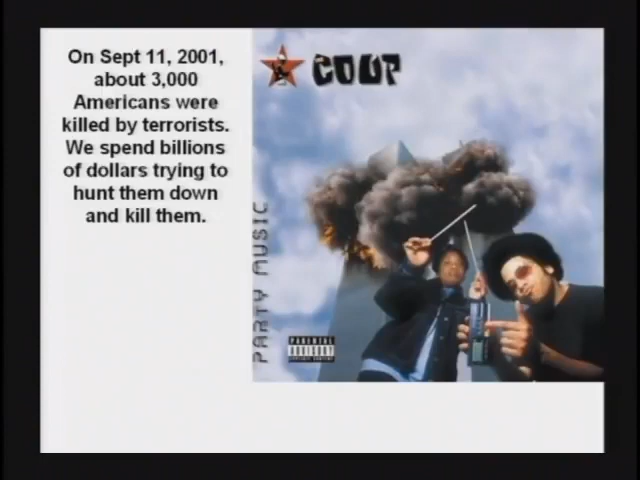 On Sept 11, 2001,
about 3,000
Americans were
killed by terrorists.
We spend billions
of dollars trying to
hunt them down
and kill them.
COUP
PARTY MUSIC
PARENTAL
ADVISORY
EXPLICIT CONTENT